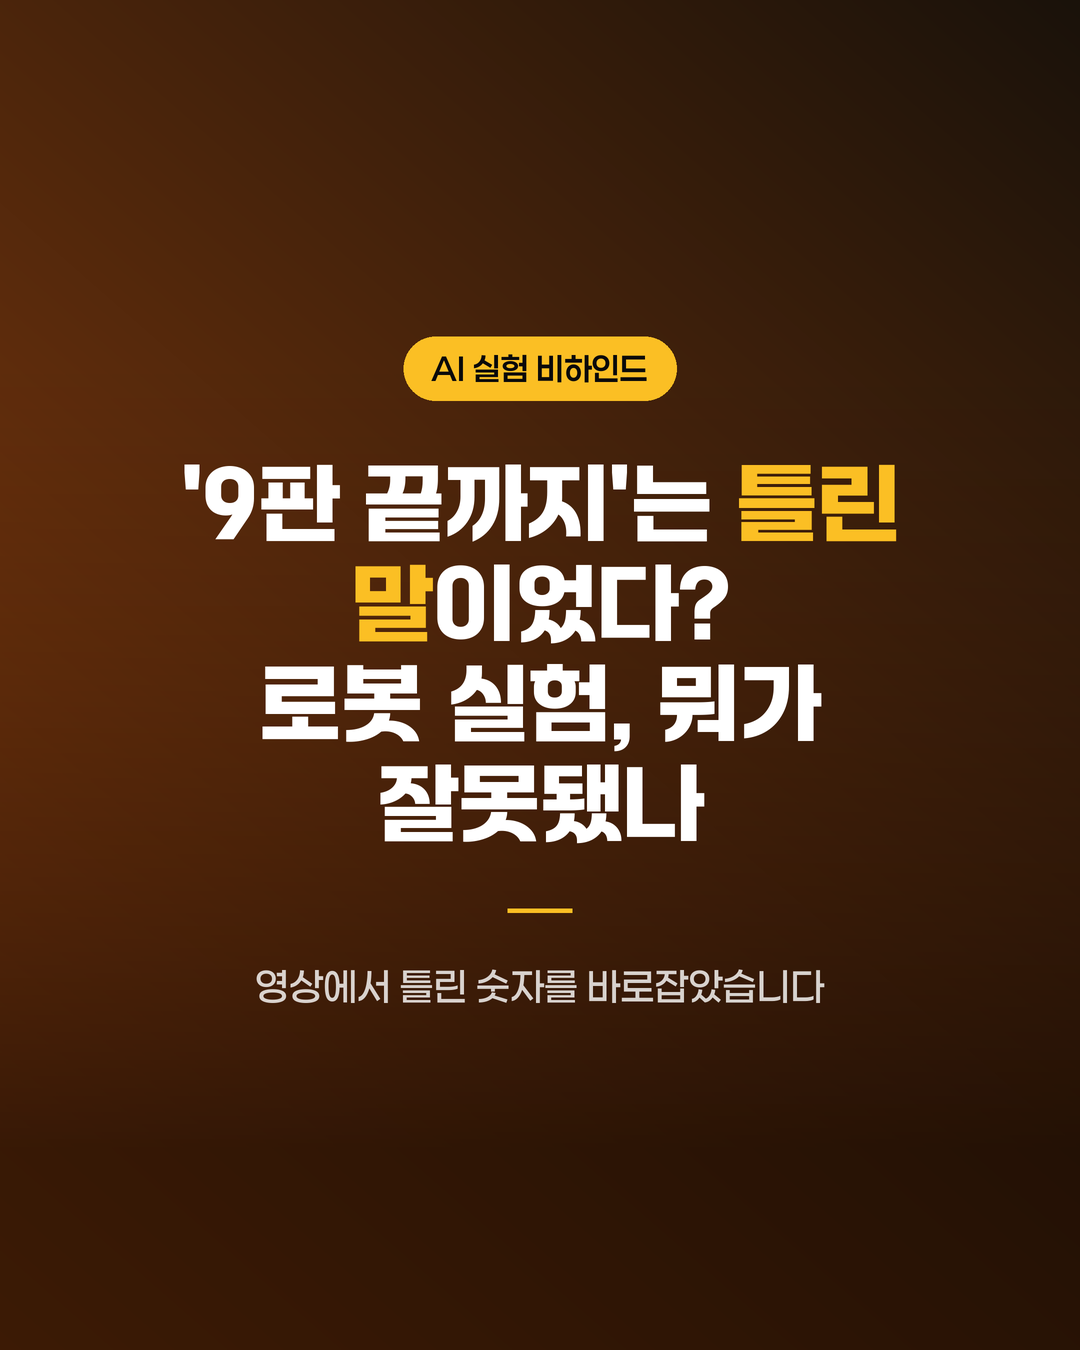 AI 실험 비하인드
'9판 끝까지'는 틀린
말이었다?
로봇 실험, 뭐가
잘못됐나
영상에서 틀린 숫자를 바로잡았습니다